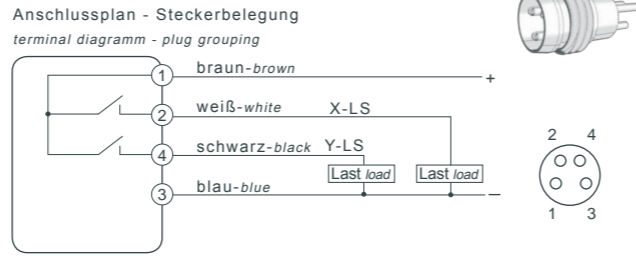 Anschlussplan - Steckerbelegung
terminal diagramm - plug grouping
1 braun-brown +
2 weiß-white X-LS
4 schwarz-black Y-LS
Last load Last load
3 blau-blue –
2 4
1 3